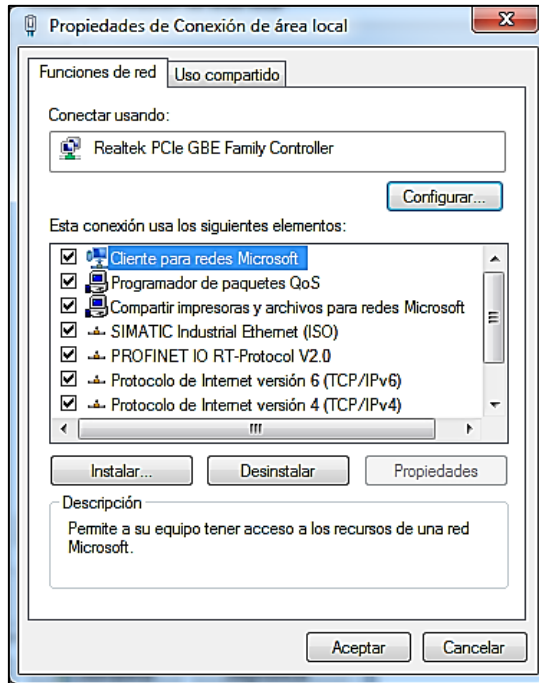 Propiedades de Conexión de área local
Funciones de red
Uso compartido
Conectar usando:
Realtek PCIe GBE Family Controller
Configurar...
Esta conexión usa los siguientes elementos:
Cliente para redes Microsoft
Programador de paquetes QoS
Compartir impresoras y archivos para redes Microsoft
SIMATIC Industrial Ethernet (ISO)
PROFINET IO RT-Protocol V2.0
Protocolo de Internet versión 6 (TCP/IPv6)
Protocolo de Internet versión 4 (TCP/IPv4)
Instalar...
Desinstalar
Propiedades
Descripción
Permite a su equipo tener acceso a los recursos de una red
Microsoft.
Aceptar
Cancelar